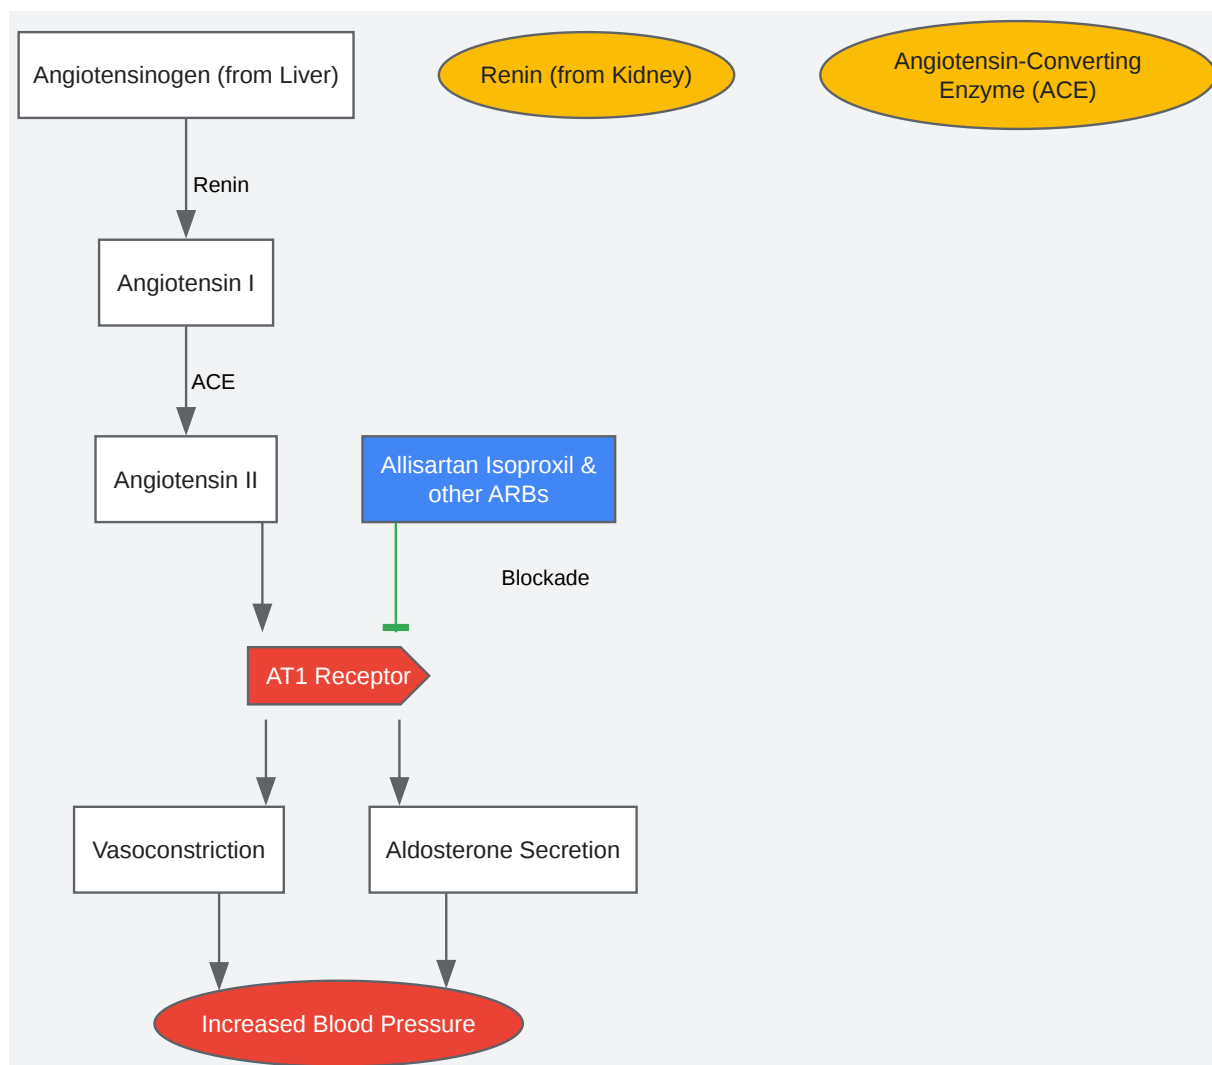 Angiotensinogen (from Liver)
Renin (from Kidney)
Angiotensin-Converting
Enzyme (ACE)
Renin
Angiotensin I
ACE
Angiotensin II
Allisartan Isoproxil &
other ARBs
Blockade
AT1 Receptor
Vasoconstriction
Aldosterone Secretion
Increased Blood Pressure